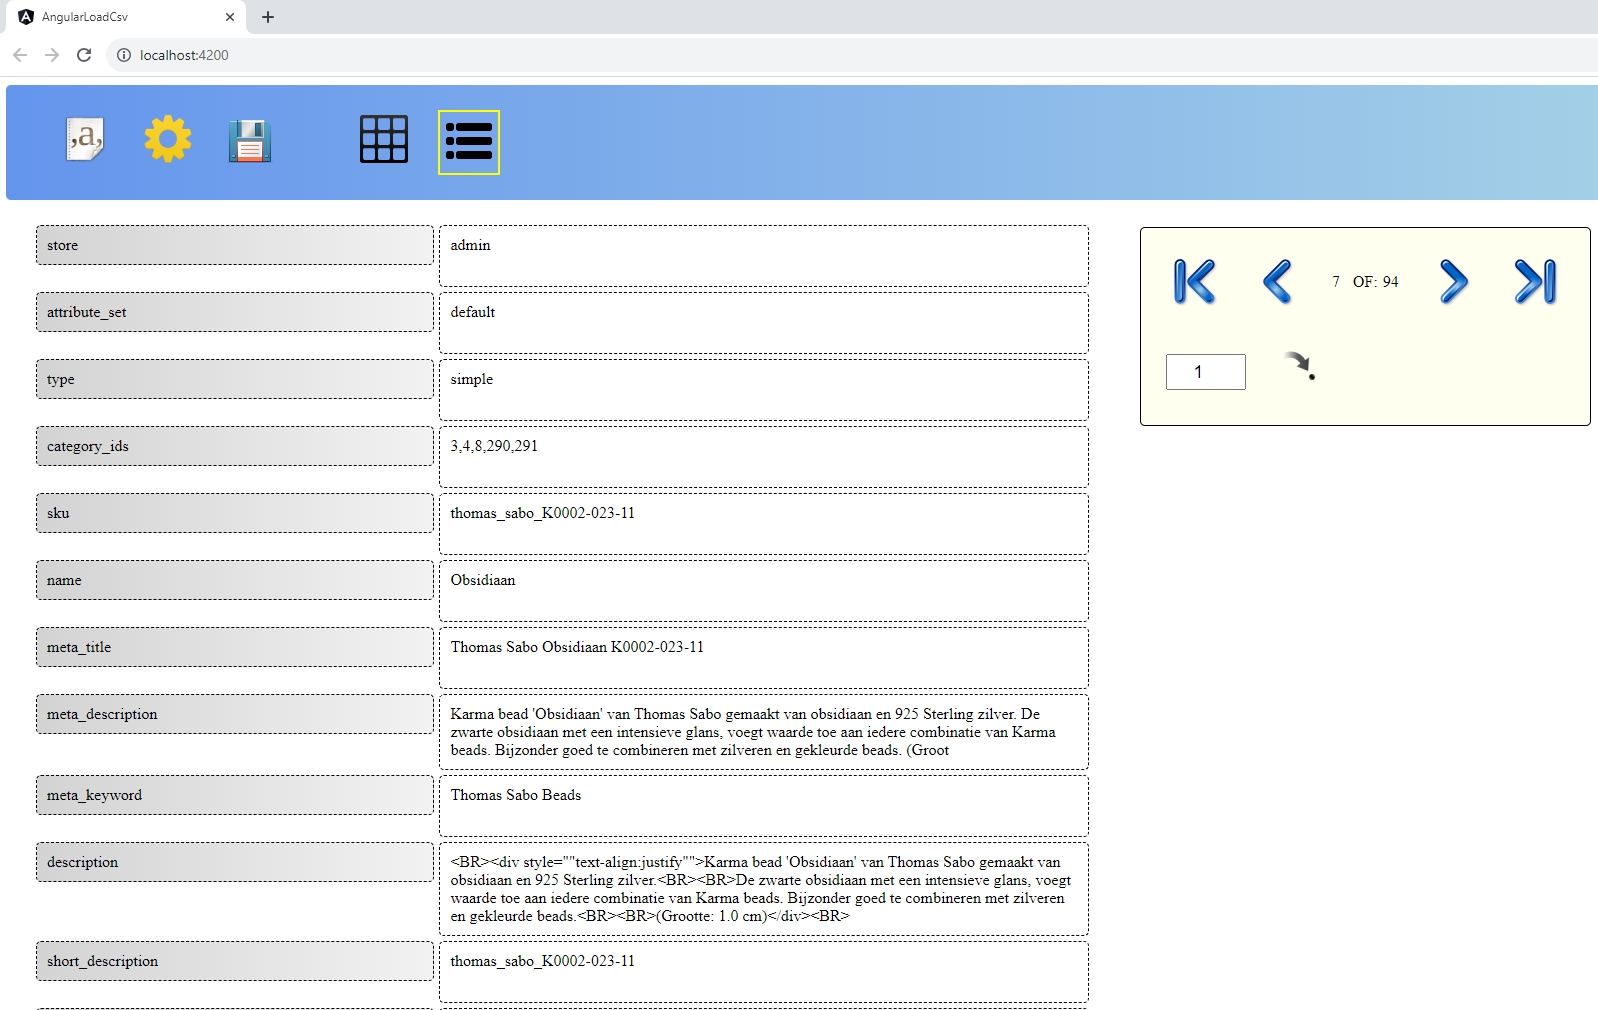 AngularLoadCsv
localhost:4200
,a,
store
admin
attribute_set
default
type
simple
category_ids
3,4,8,290,291
sku
thomas_sabo_K0002-023-11
name
Obsidiaan
meta_title
Thomas Sabo Obsidiaan K0002-023-11
meta_description
Karma bead 'Obsidiaan' van Thomas Sabo gemaakt van obsidiaan en 925 Sterling zilver. De
zwarte obsidiaan met een intensieve glans, voegt waarde toe aan iedere combinatie van Karma
beads. Bijzonder goed te combineren met zilveren en gekleurde beads. (Groot
meta_keyword
Thomas Sabo Beads
description
<BR><div style=""text-align:justify"">Karma bead 'Obsidiaan' van Thomas Sabo gemaakt van
obsidiaan en 925 Sterling zilver.<BR><BR>De zwarte obsidiaan met een intensieve glans, voegt
waarde toe aan iedere combinatie van Karma beads. Bijzonder goed te combineren met zilveren
en gekleurde beads.<BR><BR>(Grootte: 1.0 cm)</div><BR>
short_description
thomas_sabo_K0002-023-11
7 OF: 94
1